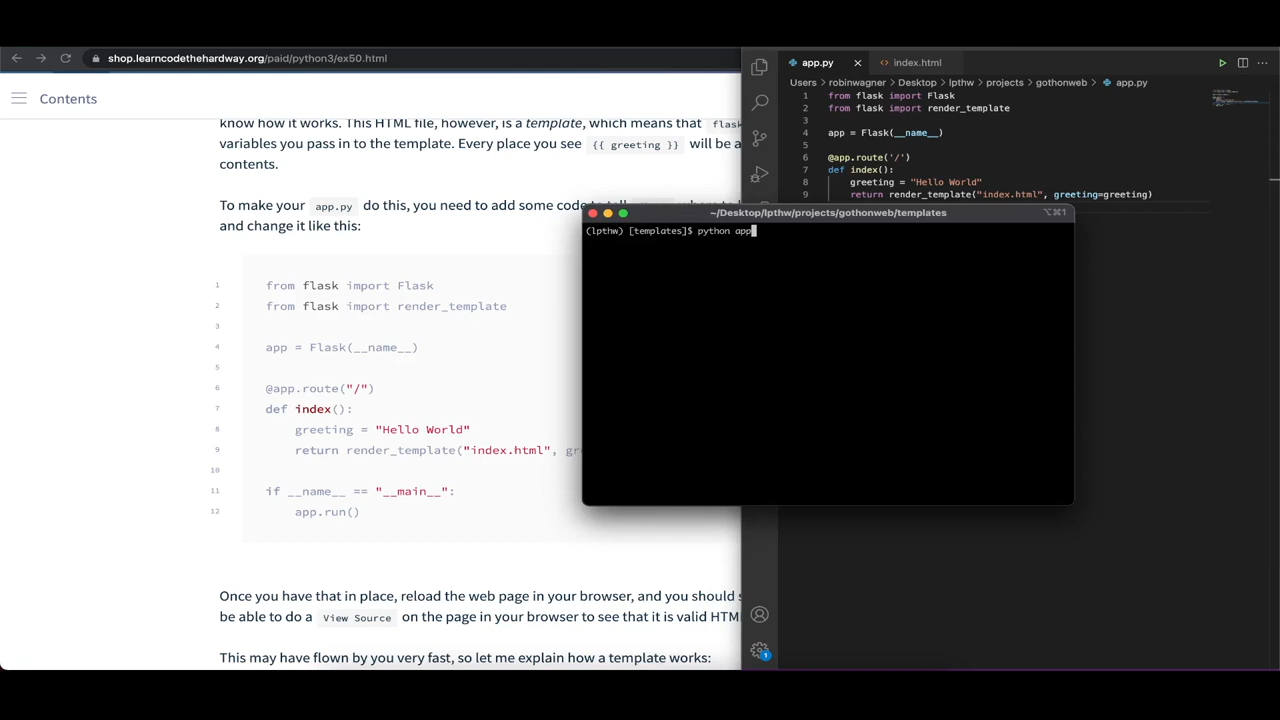 shop.learncodethehardway.org/paid/python3/ex50.html
Contents
know how it works. This HTML file, however, is a template, which means that flask
variables you pass in to the template. Every place you see {{ greeting }} will be a
contents.
To make your app.py do this, you need to add some code to tell
and change it like this:
1 from flask import Flask
2 from flask import render_template
3
4 app = Flask(__name__)
5
6 @app.route("/")
7 def index():
8 greeting = "Hello World"
9 return render_template("index.html", gr
10
11 if __name__ == "__main__":
12 app.run()
Once you have that in place, reload the web page in your browser, and you should s
be able to do a View Source on the page in your browser to see that it is valid HTM
This may have flown by you very fast, so let me explain how a template works:
app.py
index.html
Users > robinwagner > Desktop > lpthw > projects > gothonweb > app.py
1 from flask import Flask
2 from flask import render_template
3
4 app = Flask(__name__)
5
6 @app.route('/')
7 def index():
8 greeting = "Hello World"
9 return render_template("index.html", greeting=greeting)
~/Desktop/lpthw/projects/gothonweb/templates
⌥⌘1
(lpthw) [templates]$ python app
1